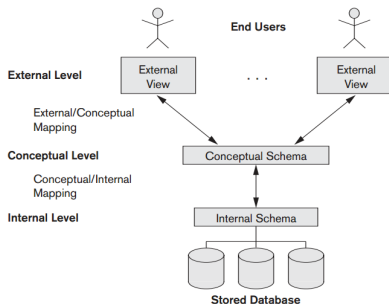 End Users
External Level
External
View
. . .
External
View
External/Conceptual
Mapping
Conceptual Level
Conceptual Schema
Conceptual/Internal
Mapping
Internal Level
Internal Schema
Stored Database